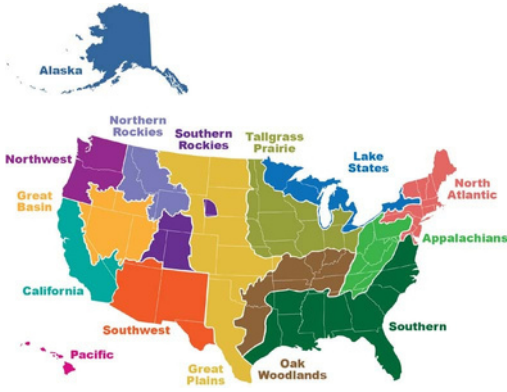 Alaska
Northern
Rockies
Southern
Rockies
Tallgrass
Prairie
Lake
States
Northwest
North
Atlantic
Great
Basin
Appalachians
California
Southwest
Southern
Pacific
Great
Plains
Oak
Woodlands